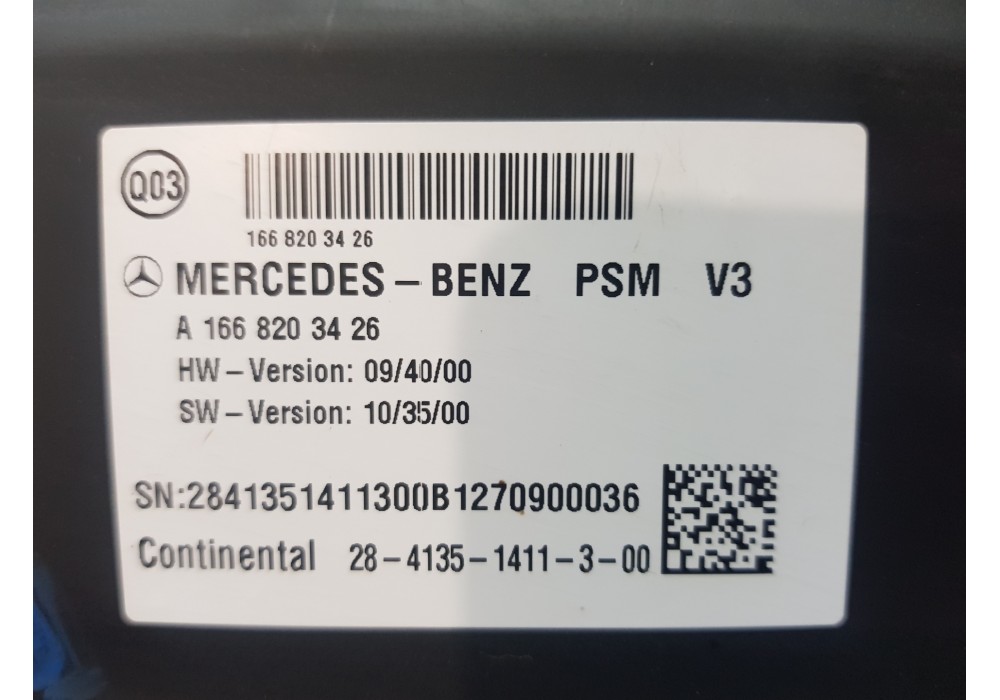 Q03
166 820 34 26
MERCEDES-BENZ PSM V3
A 166 820 34 26
HW-Version: 09/40/00
SW-Version: 10/35/00
SN:2841351411300B1270900036
Continental 28-4135-1411-3-00